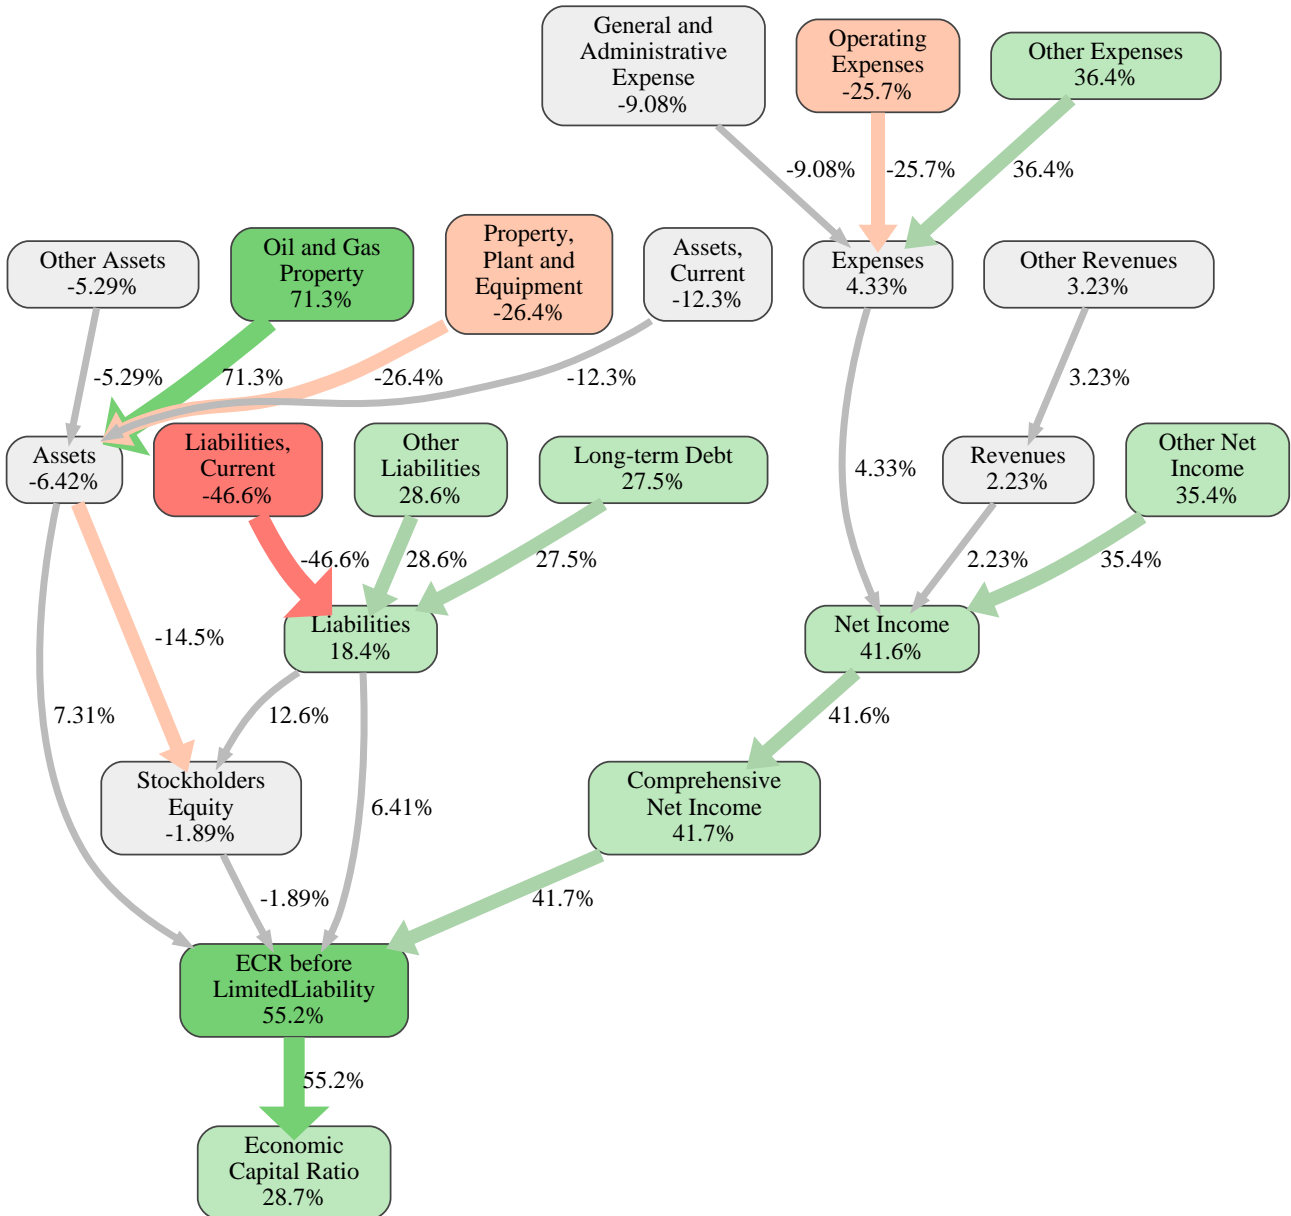 General and
Administrative
Expense
-9.08%
Operating
Expenses
-25.7%
Other Expenses
36.4%
-9.08%
-25.7%
36.4%
Other Assets
-5.29%
Oil and Gas
Property
71.3%
Property,
Plant and
Equipment
-26.4%
Assets,
Current
-12.3%
Expenses
4.33%
Other Revenues
3.23%
-5.29%
71.3%
-26.4%
-12.3%
3.23%
Assets
-6.42%
Liabilities,
Current
-46.6%
Other
Liabilities
28.6%
Long-term Debt
27.5%
4.33%
Revenues
2.23%
Other Net
Income
35.4%
-46.6%
28.6%
27.5%
2.23%
35.4%
-14.5%
Liabilities
18.4%
Net Income
41.6%
7.31%
12.6%
41.6%
Stockholders
Equity
-1.89%
6.41%
Comprehensive
Net Income
41.7%
-1.89%
41.7%
ECR before
LimitedLiability
55.2%
55.2%
Economic
Capital Ratio
28.7%